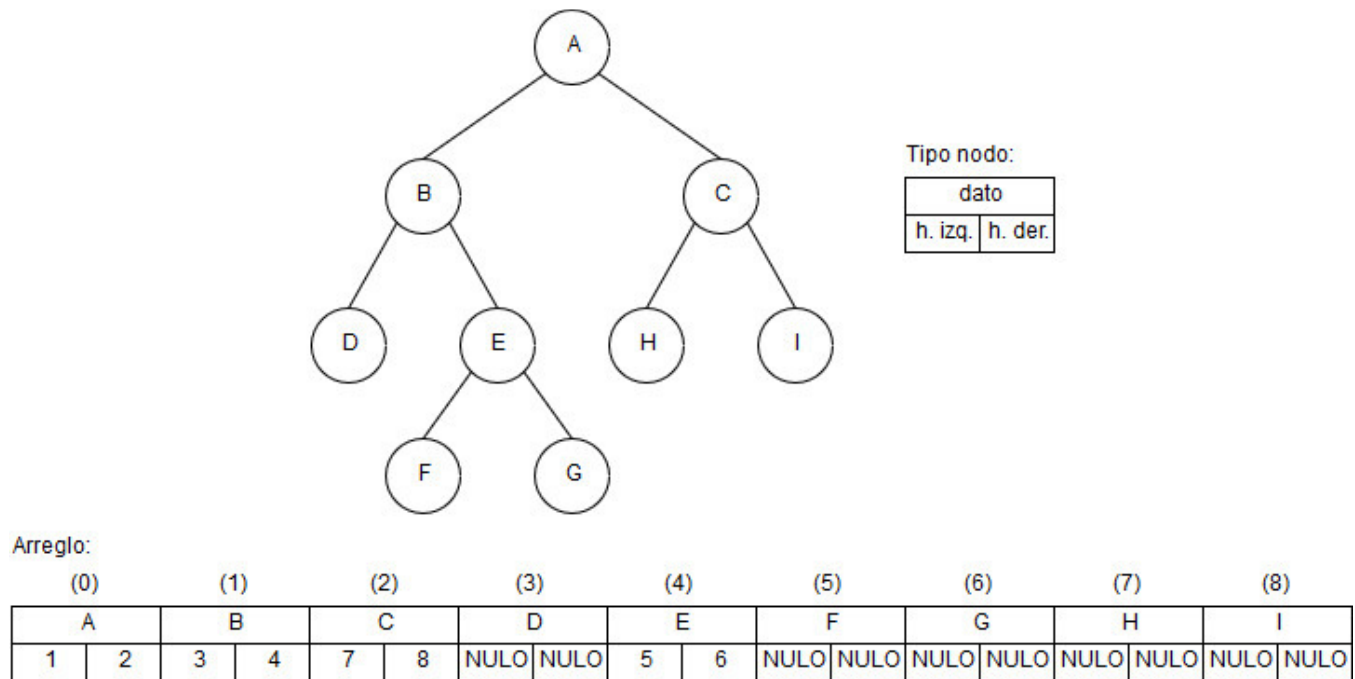 A
B
C
D
E
H
I
F
G
Tipo nodo:
dato
h. izq. h. der.
Arreglo:
(0) (1) (2) (3) (4) (5) (6) (7) (8)
A B C D E F G H I
1 2 3 4 7 8 NULO NULO 5 6 NULO NULO NULO NULO NULO NULO NULO NULO